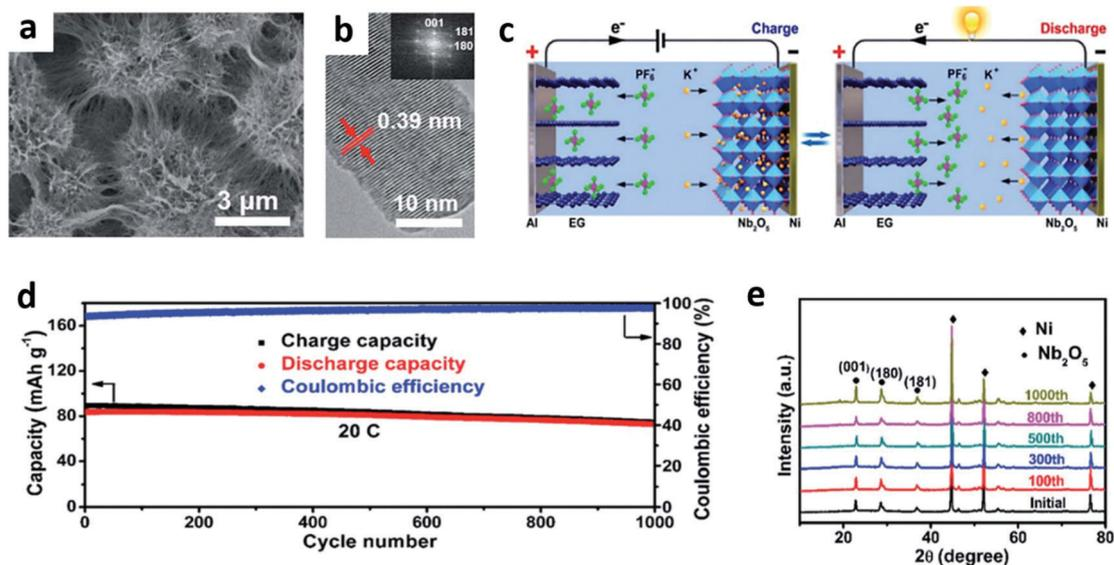 a
3 μm
b
001
181
180
0.39 nm
10 nm
c
e⁻ Charge
+ −
PF₆⁻ K⁺
Al EG Nb₂O₅ Ni
e⁻ Discharge
+ −
PF₆⁻ K⁺
Al EG Nb₂O₅ Ni
d
Capacity (mAh g⁻¹)
160
120
80
40
0
Charge capacity
Discharge capacity
Coulombic efficiency
20 C
0 200 400 600 800 1000
Cycle number
100
80
60
40
20
0
Coulombic efficiency (%)
e
Intensity (a.u.)
Ni
Nb₂O₅
(001) (180) (181)
1000th
800th
500th
300th
100th
Initial
20 40 60 80
2θ (degree)